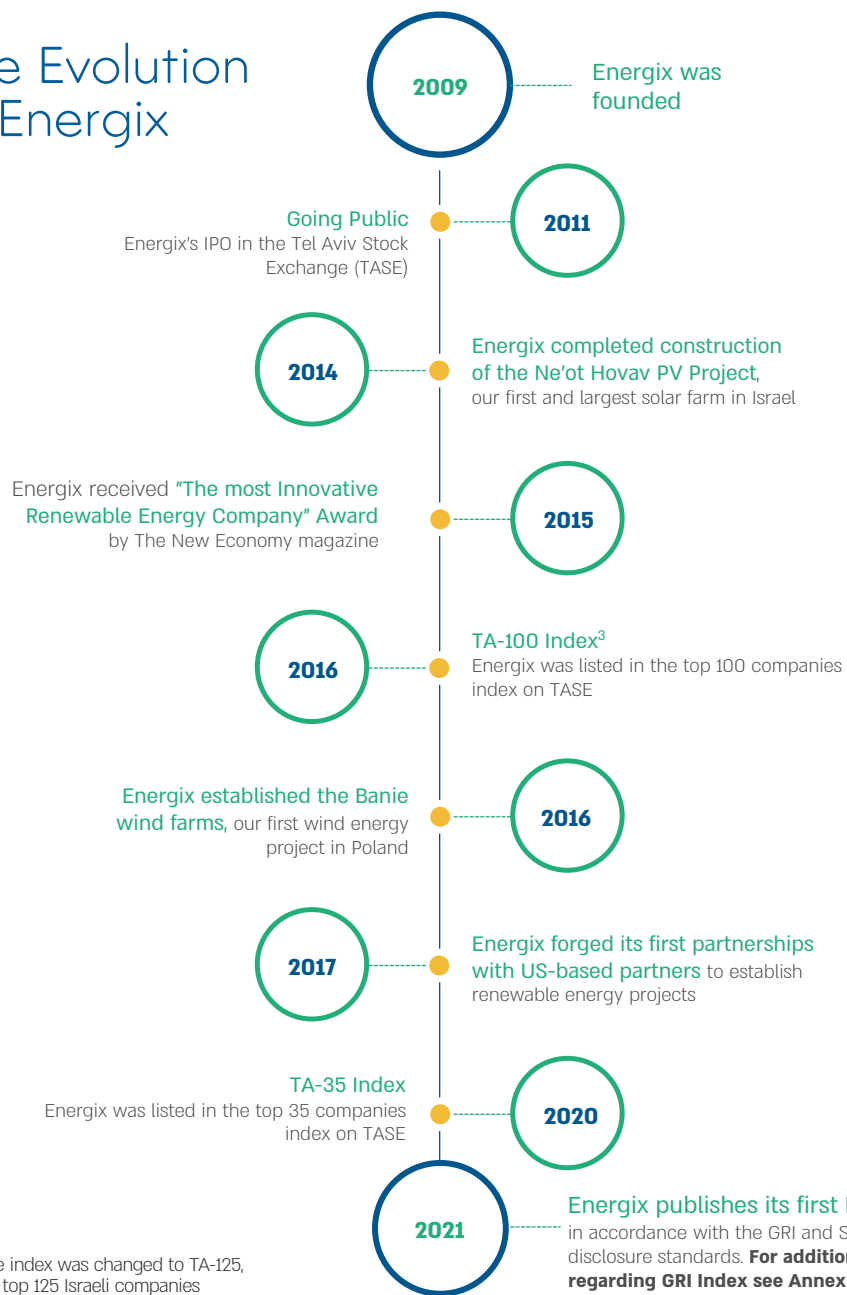 e Evolution
Energix
2009
Energix was
founded
Going Public
Energix's IPO in the Tel Aviv Stock
Exchange (TASE)
2011
2014
Energix completed construction
of the Ne'ot Hovav PV Project,
our first and largest solar farm in Israel
Energix received "The most Innovative
Renewable Energy Company" Award
by The New Economy magazine
2015
2016
TA-100 Index³
Energix was listed in the top 100 companies
index on TASE
Energix established the Banie
wind farms, our first wind energy
project in Poland
2016
2017
Energix forged its first partnerships
with US-based partners to establish
renewable energy projects
TA-35 Index
Energix was listed in the top 35 companies
index on TASE
2020
2021
Energix publishes its first
in accordance with the GRI and S
disclosure standards. For addition
regarding GRI Index see Annex
e index was changed to TA-125,
top 125 Israeli companies